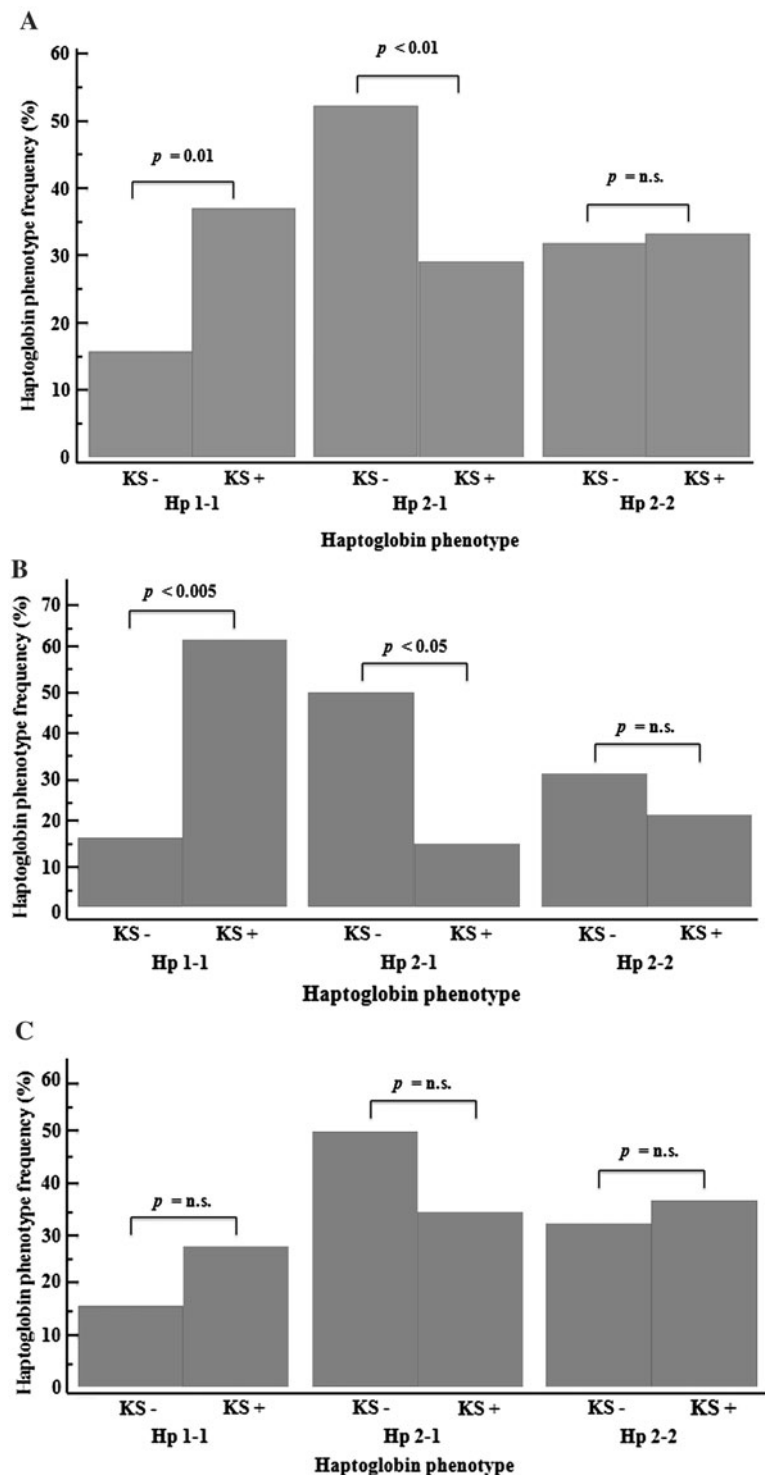 A
Haptoglobin phenotype frequency (%)
60
50
40
30
20
10
0
p = 0.01
p < 0.01
p = n.s.
KS - KS + KS - KS + KS - KS +
Hp 1-1 Hp 2-1 Hp 2-2
Haptoglobin phenotype
B
Haptoglobin phenotype frequency (%)
70
60
50
40
30
20
10
0
p < 0.005
p < 0.05
p = n.s.
KS - KS + KS - KS + KS - KS +
Hp 1-1 Hp 2-1 Hp 2-2
Haptoglobin phenotype
C
Haptoglobin phenotype frequency (%)
60
50
40
30
20
10
0
p = n.s.
p = n.s.
p = n.s.
KS - KS + KS - KS + KS - KS +
Hp 1-1 Hp 2-1 Hp 2-2
Haptoglobin phenotype